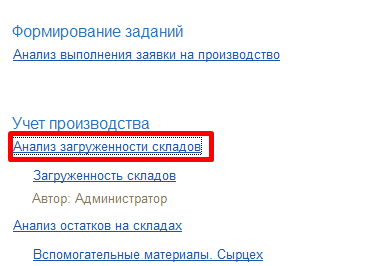 Формирование заданий
Анализ выполнения заявки на производство
Учет производства
Анализ загруженности складов
Загруженность складов
Автор: Администратор
Анализ остатков на складах
Вспомогательные материалы. Сырцех